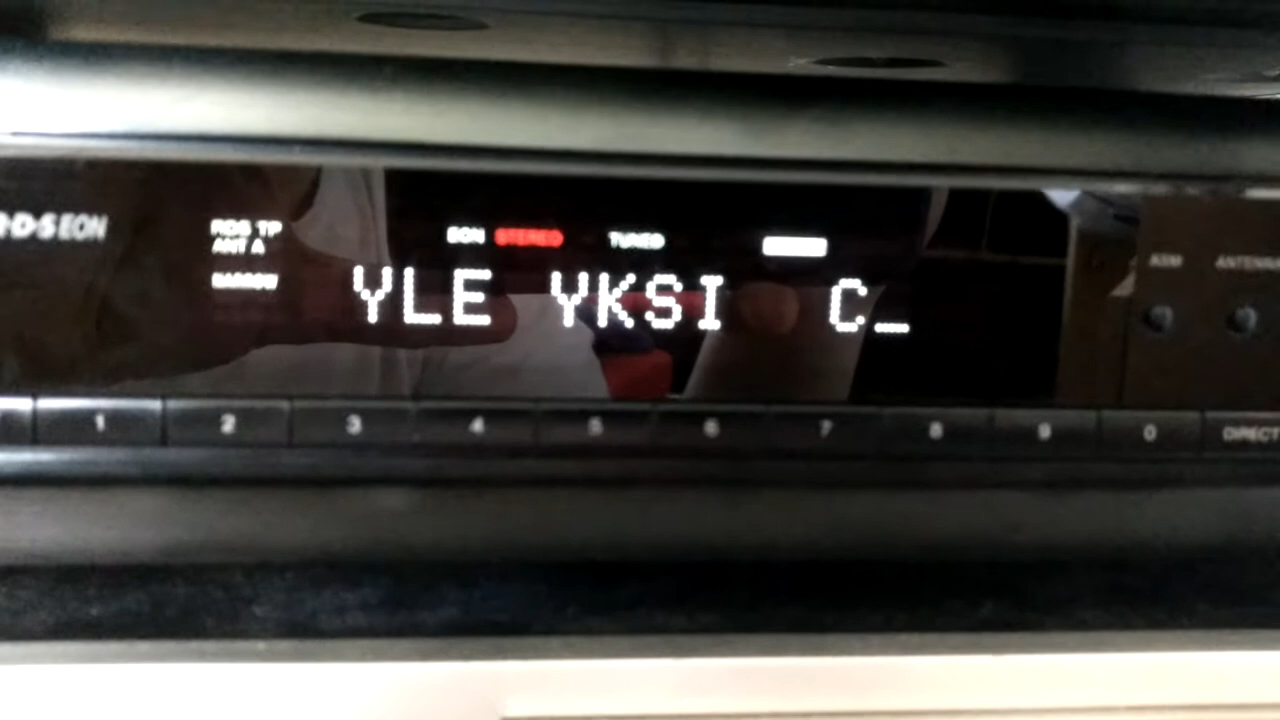 RDS EON
RDS TP
ANT A
NARROW
EON STEREO TUNED
YLE YKSI C_
ASM ANTENNA
1 2 3 4 5 6 7 8 9 0 DIRECT